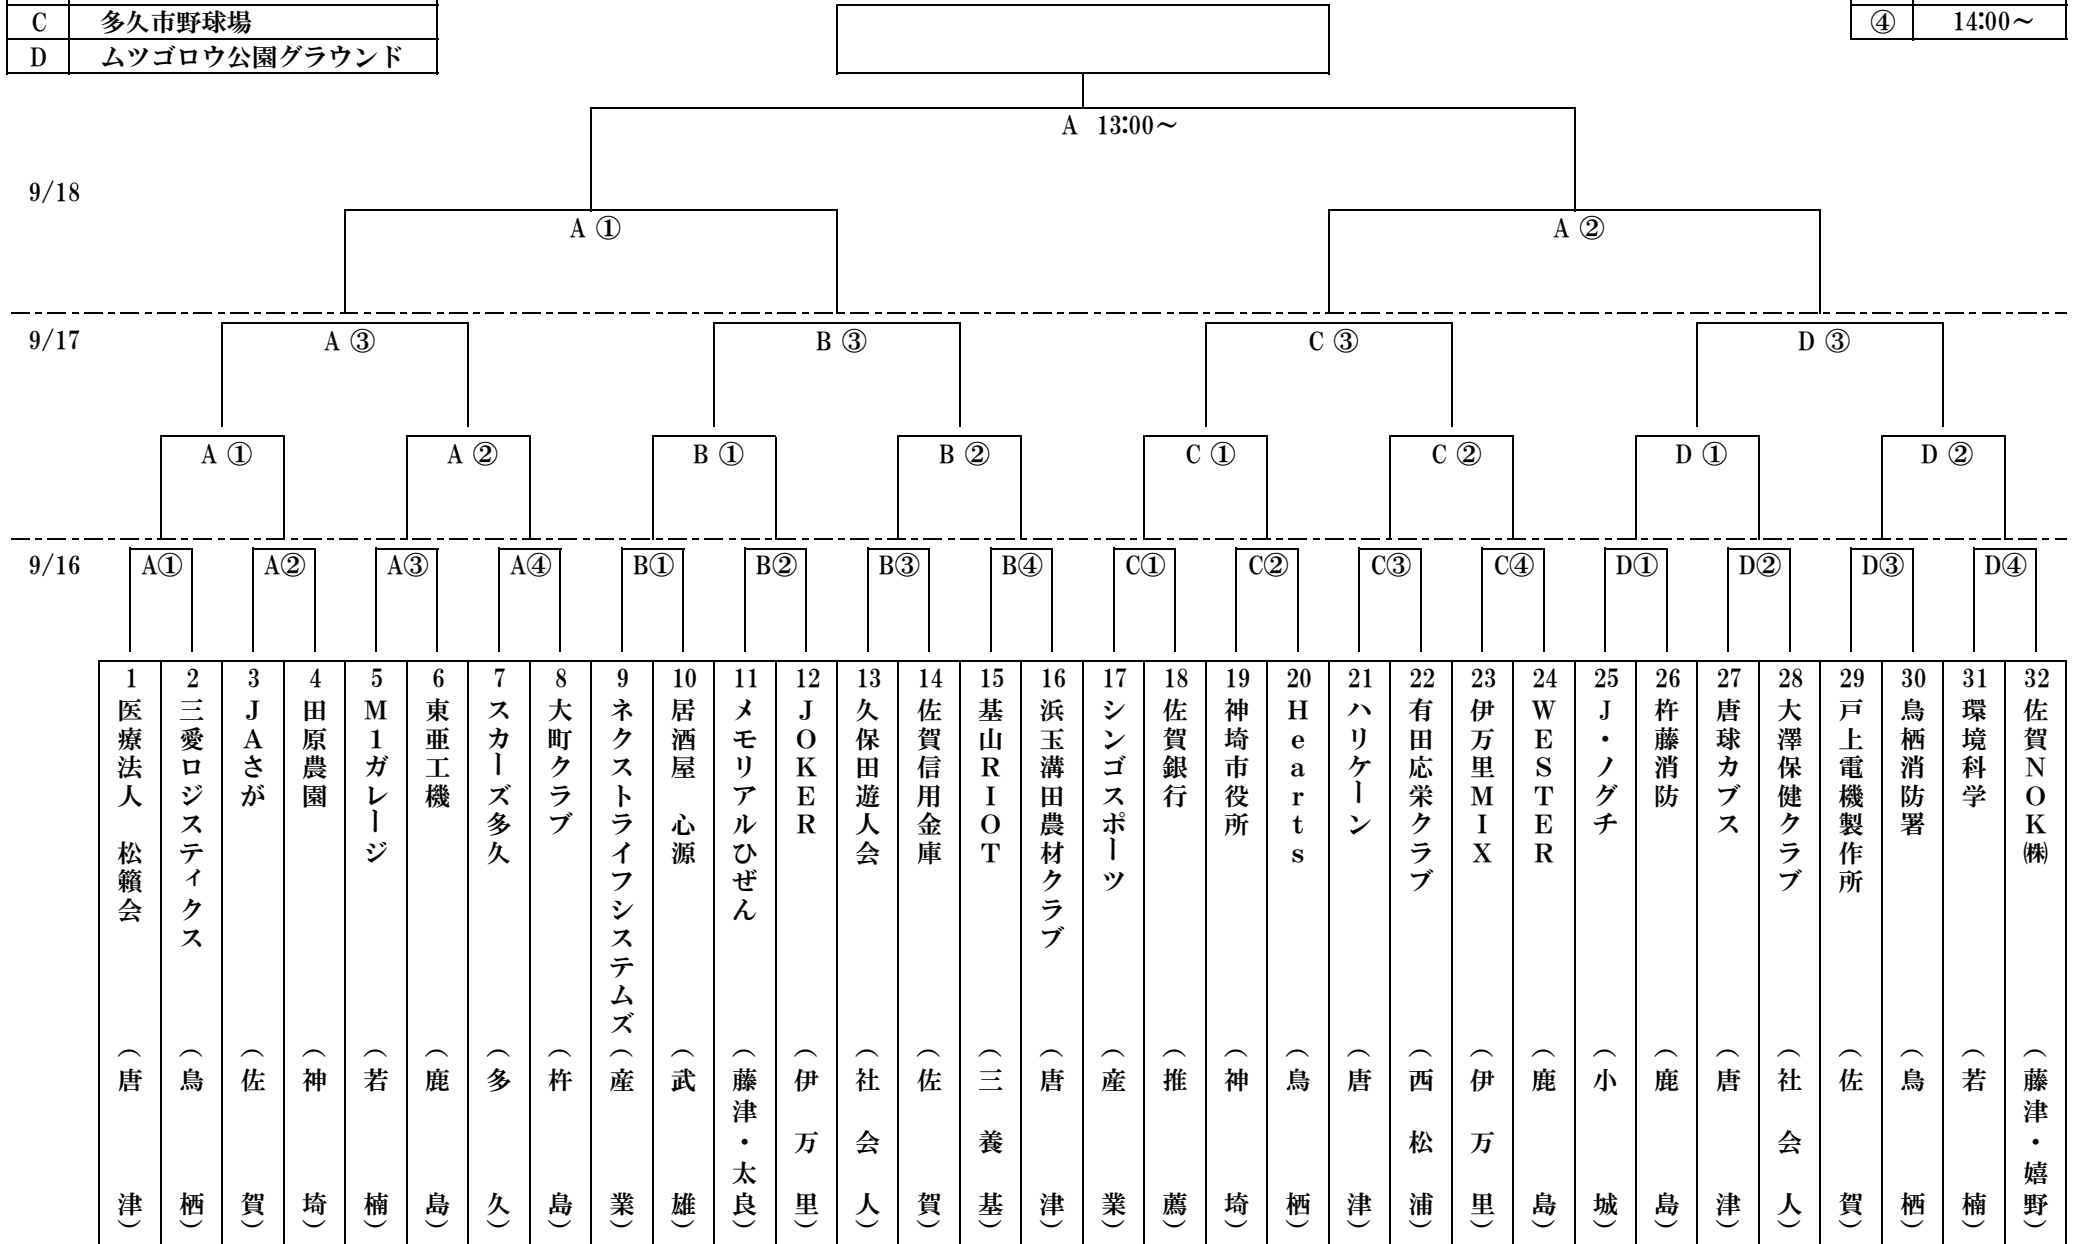 C 多久市野球場
D ムツゴロウ公園グラウンド
④ 14:00～
A 13:00～
9/18
A ① A ②
9/17
A ③ B ③ C ③ D ③
A ① A ② B ① B ② C ① C ② D ① D ②
9/16
A① A② A③ A④ B① B② B③ B④ C① C② C③ C④ D① D② D③ D④
1 医療法人 松籟会 (唐津)
2 三愛ロジスティクス (鳥栖)
3 JAさが (佐賀)
4 田原農園 (神埼)
5 M1ガレージ (若楠)
6 東亜工機 (鹿島)
7 スカーズ多久 (多久)
8 大町クラブ (杵島)
9 ネクストライフシステムズ (産業)
10 居酒屋 心源 (武雄)
11 メモリアルひぜん (藤津・太良)
12 JOKER (伊万里)
13 久保田遊人会 (社会人)
14 佐賀信用金庫 (佐賀)
15 基山RIOT (三養基)
16 浜玉溝田農材クラブ (唐津)
17 シンゴスポーツ (産業)
18 佐賀銀行 (推薦)
19 神埼市役所 (神埼)
20 Hearts (鳥栖)
21 ハリケーン (唐津)
22 有田応栄クラブ (西松浦)
23 伊万里MIX (伊万里)
24 WESTER (鹿島)
25 J・ノグチ (小城)
26 杵藤消防 (鹿島)
27 唐球カブス (唐津)
28 大澤保健クラブ (社会人)
29 戸上電機製作所 (佐賀)
30 鳥栖消防署 (鳥栖)
31 環境科学 (若楠)
32 佐賀NOK㈱ (藤津・嬉野)